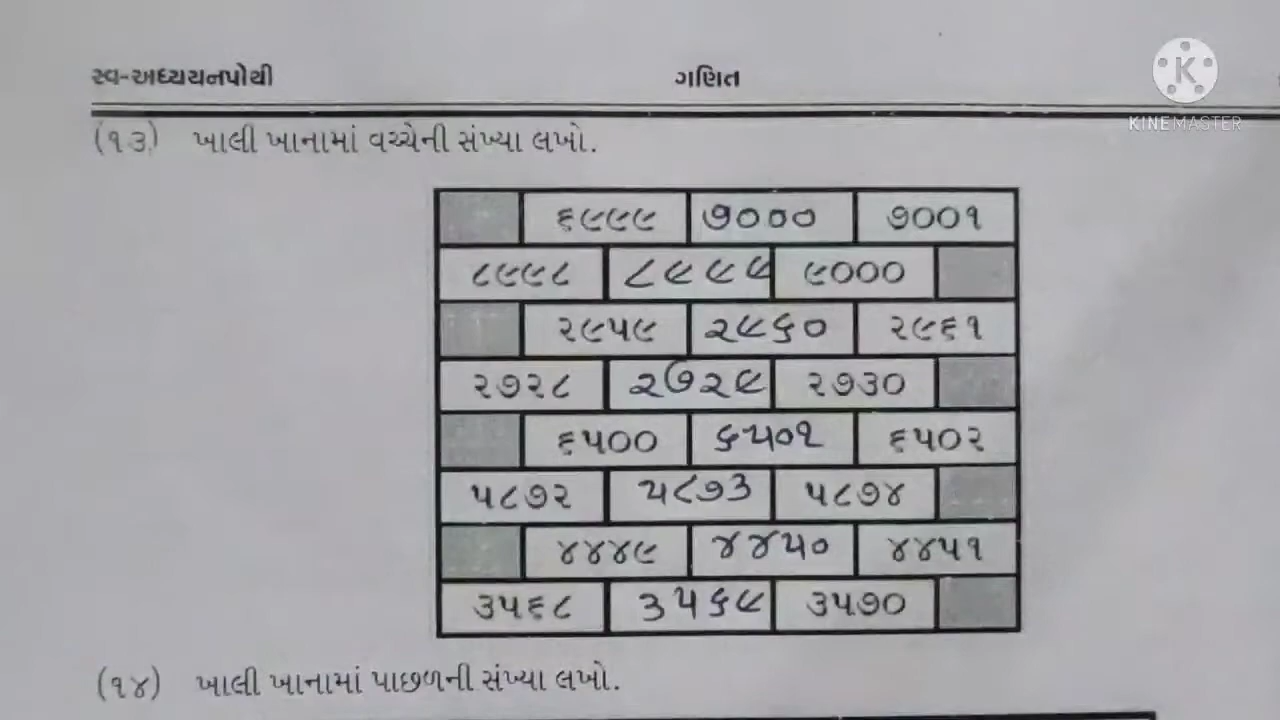 સ્વ-અધ્યયનપોથી ગણિત
K
KINEMASTER
(૧૩) ખાલી ખાનામાં વચ્ચેની સંખ્યા લખો.
૬૯૯૯ ૭૦૦૦ ૭૦૦૧
૮૯૯૮ ૮૯૯૯ ૯૦૦૦
૨૯૫૯ ૨૯૬૦ ૨૯૬૧
૨૭૨૮ ૨૭૨૯ ૨૭૩૦
૬૫૦૦ ૬૫૦૧ ૬૫૦૨
૫૮૭૨ ૫૮૭૩ ૫૮૭૪
૪૪૪૯ ૪૪૫૦ ૪૪૫૧
૩૫૬૮ ૩૫૬૯ ૩૫૭૦
(૧૪) ખાલી ખાનામાં પાછળની સંખ્યા લખો.